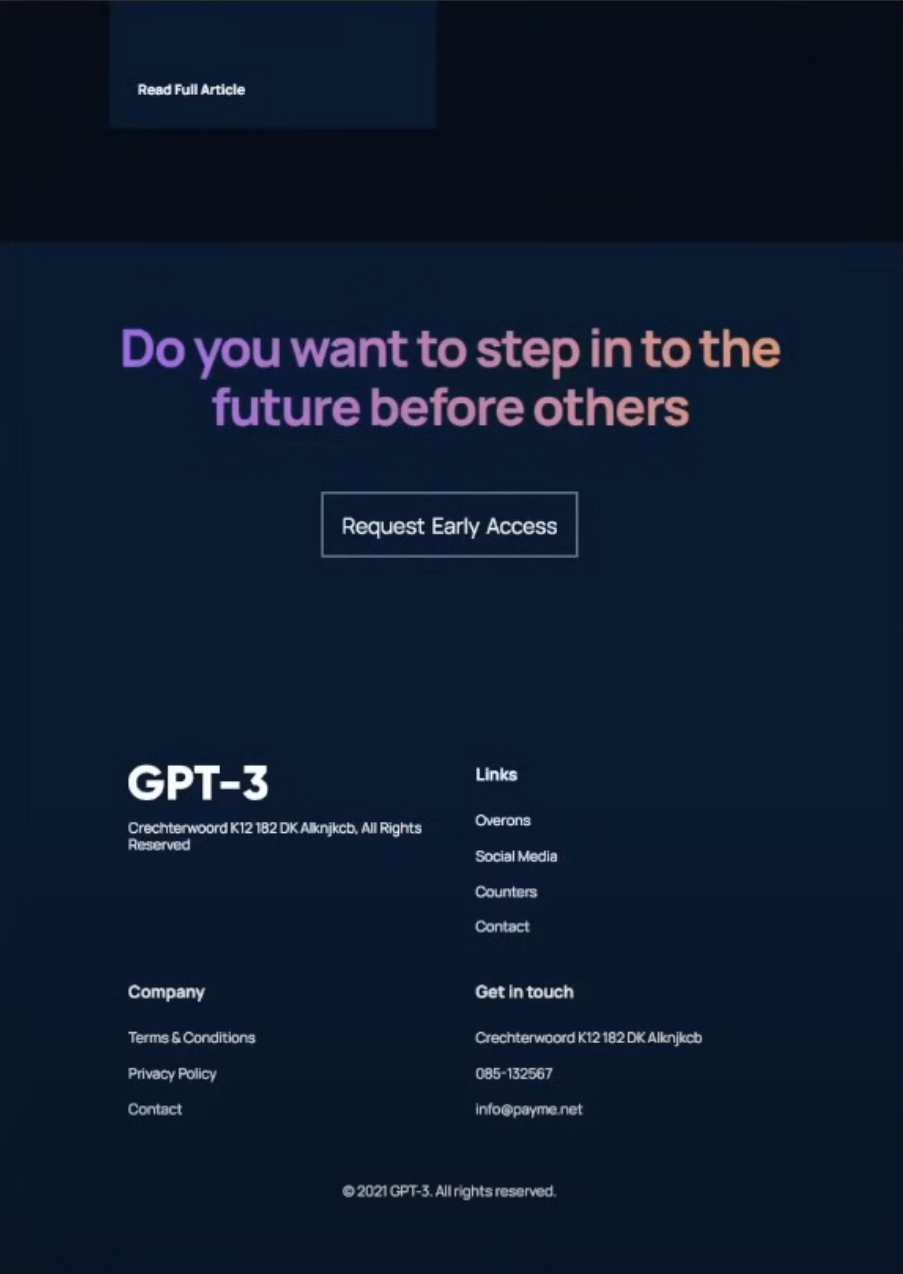 Read Full Article
Do you want to step in to the
future before others
Request Early Access
GPT-3
Crechterwoord K12 182 DK Alknjkcb, All Rights
Reserved
Links
Overons
Social Media
Counters
Contact
Company
Terms & Conditions
Privacy Policy
Contact
Get in touch
Crechterwoord K12 182 DK Alknjkcb
085-132567
info@payme.net
© 2021 GPT-3. All rights reserved.